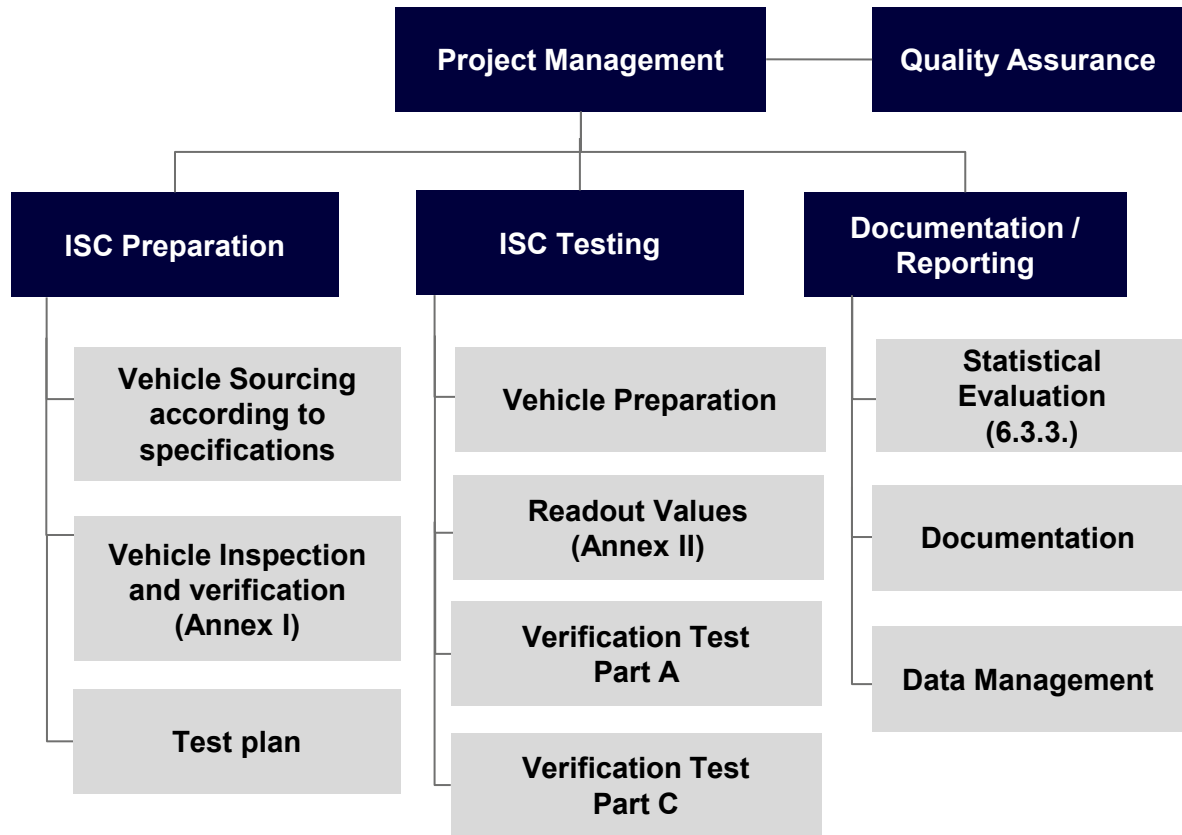 Project Management
Quality Assurance
ISC Preparation
ISC Testing
Documentation /
Reporting
Vehicle Sourcing
according to
specifications
Vehicle Inspection
and verification
(Annex I)
Test plan
Vehicle Preparation
Readout Values
(Annex II)
Verification Test
Part A
Verification Test
Part C
Statistical
Evaluation
(6.3.3.)
Documentation
Data Management